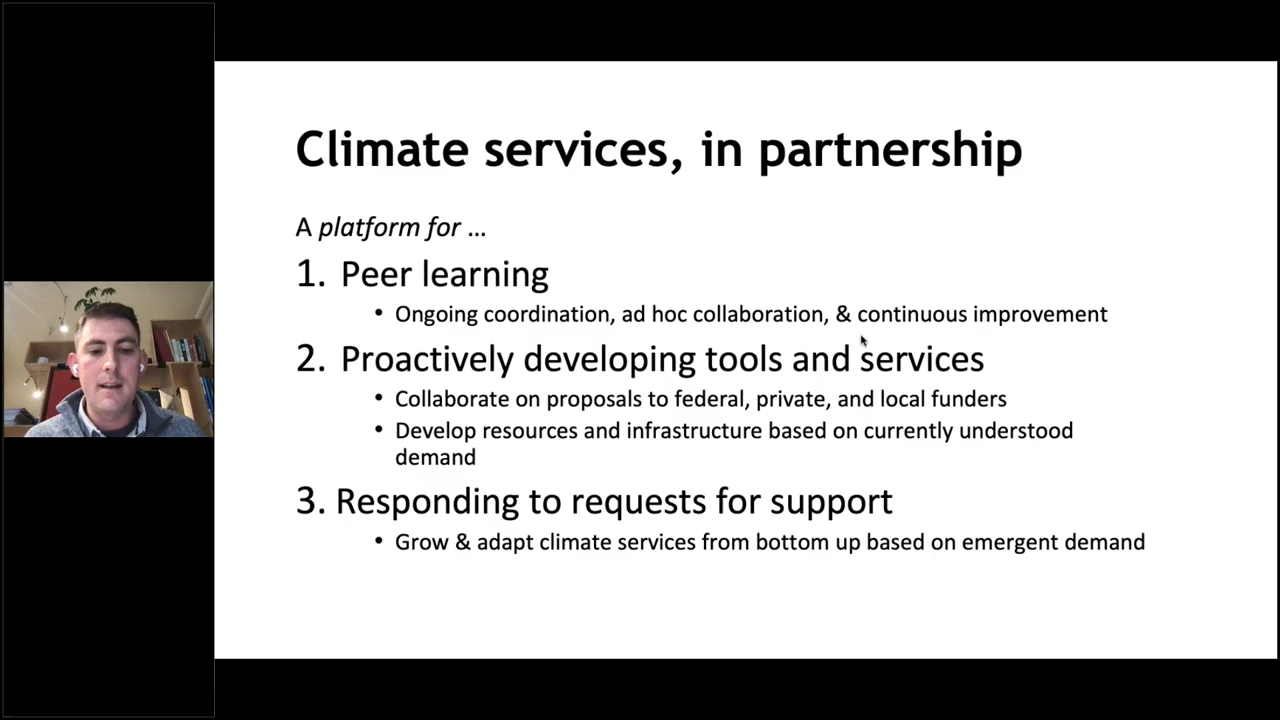 Climate services, in partnership
A platform for ...
1. Peer learning
• Ongoing coordination, ad hoc collaboration, & continuous improvement
2. Proactively developing tools and services
• Collaborate on proposals to federal, private, and local funders
• Develop resources and infrastructure based on currently understood
demand
3. Responding to requests for support
• Grow & adapt climate services from bottom up based on emergent demand